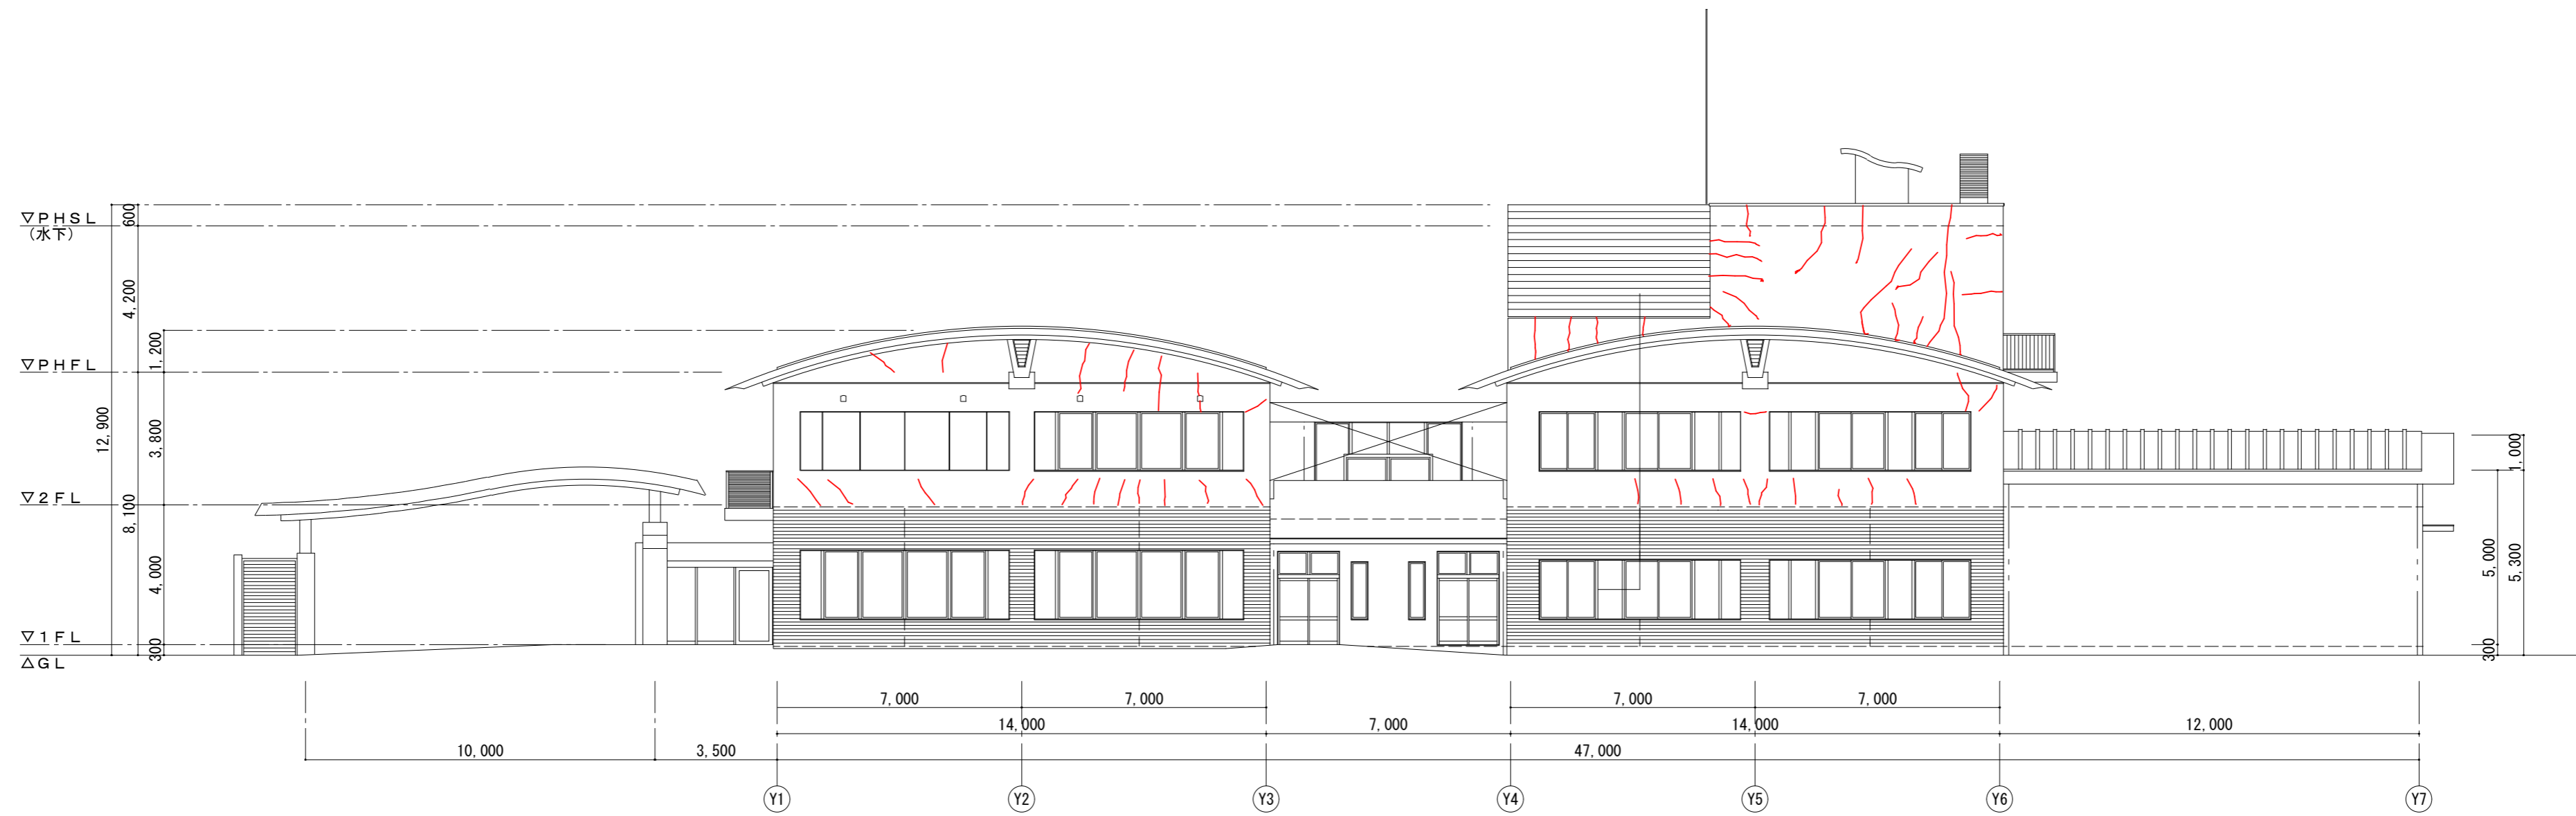 ▽PHSL
(水下)
▽PHFL
▽2FL
▽1FL
△GL
12,900
600
4,200
8,100
1,200
3,800
4,000
300
1,000
5,000
5,300
300
7,000 7,000 7,000 7,000
14,000 7,000 14,000 12,000
10,000 3,500 47,000
Y1 Y2 Y3 Y4 Y5 Y6 Y7